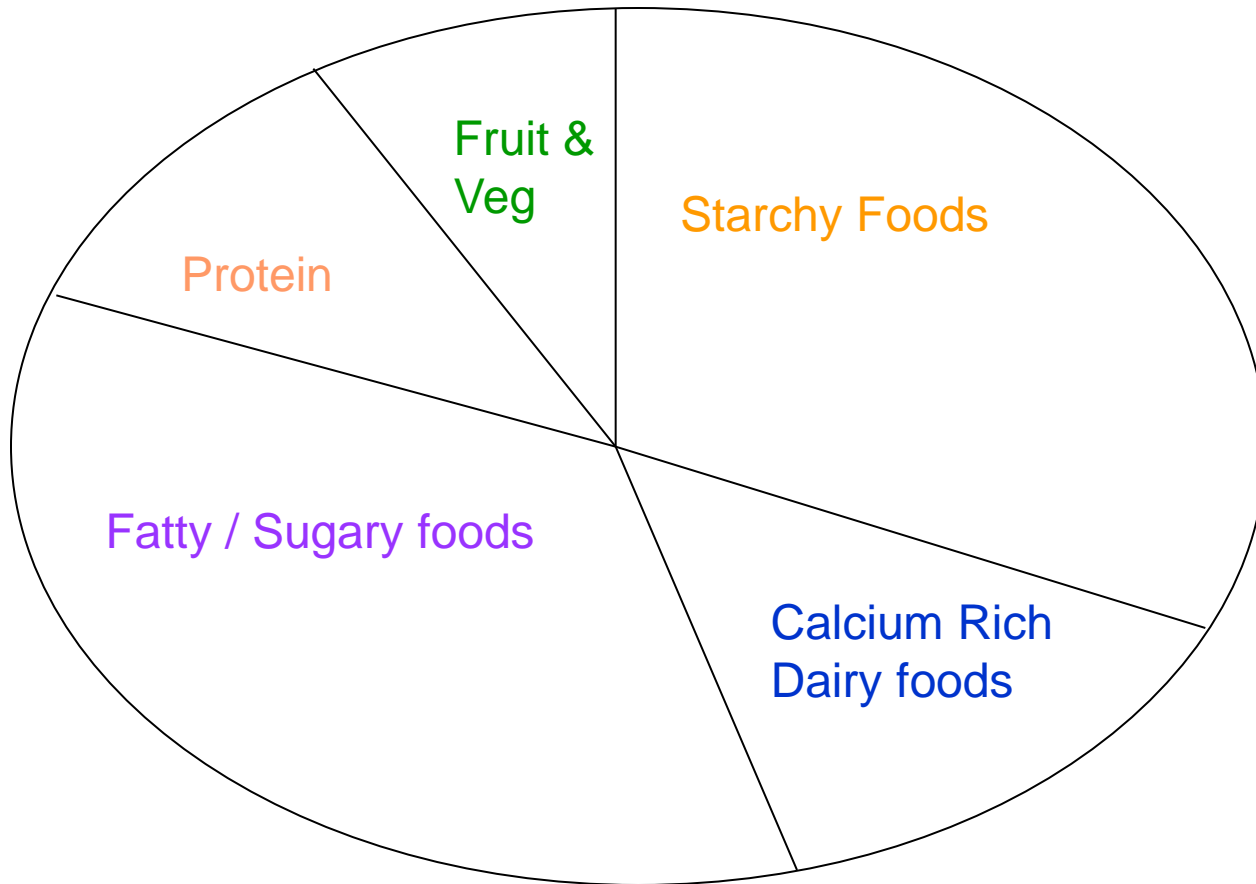 Fruit &
Veg
Starchy Foods
Protein
Fatty / Sugary foods
Calcium Rich
Dairy foods